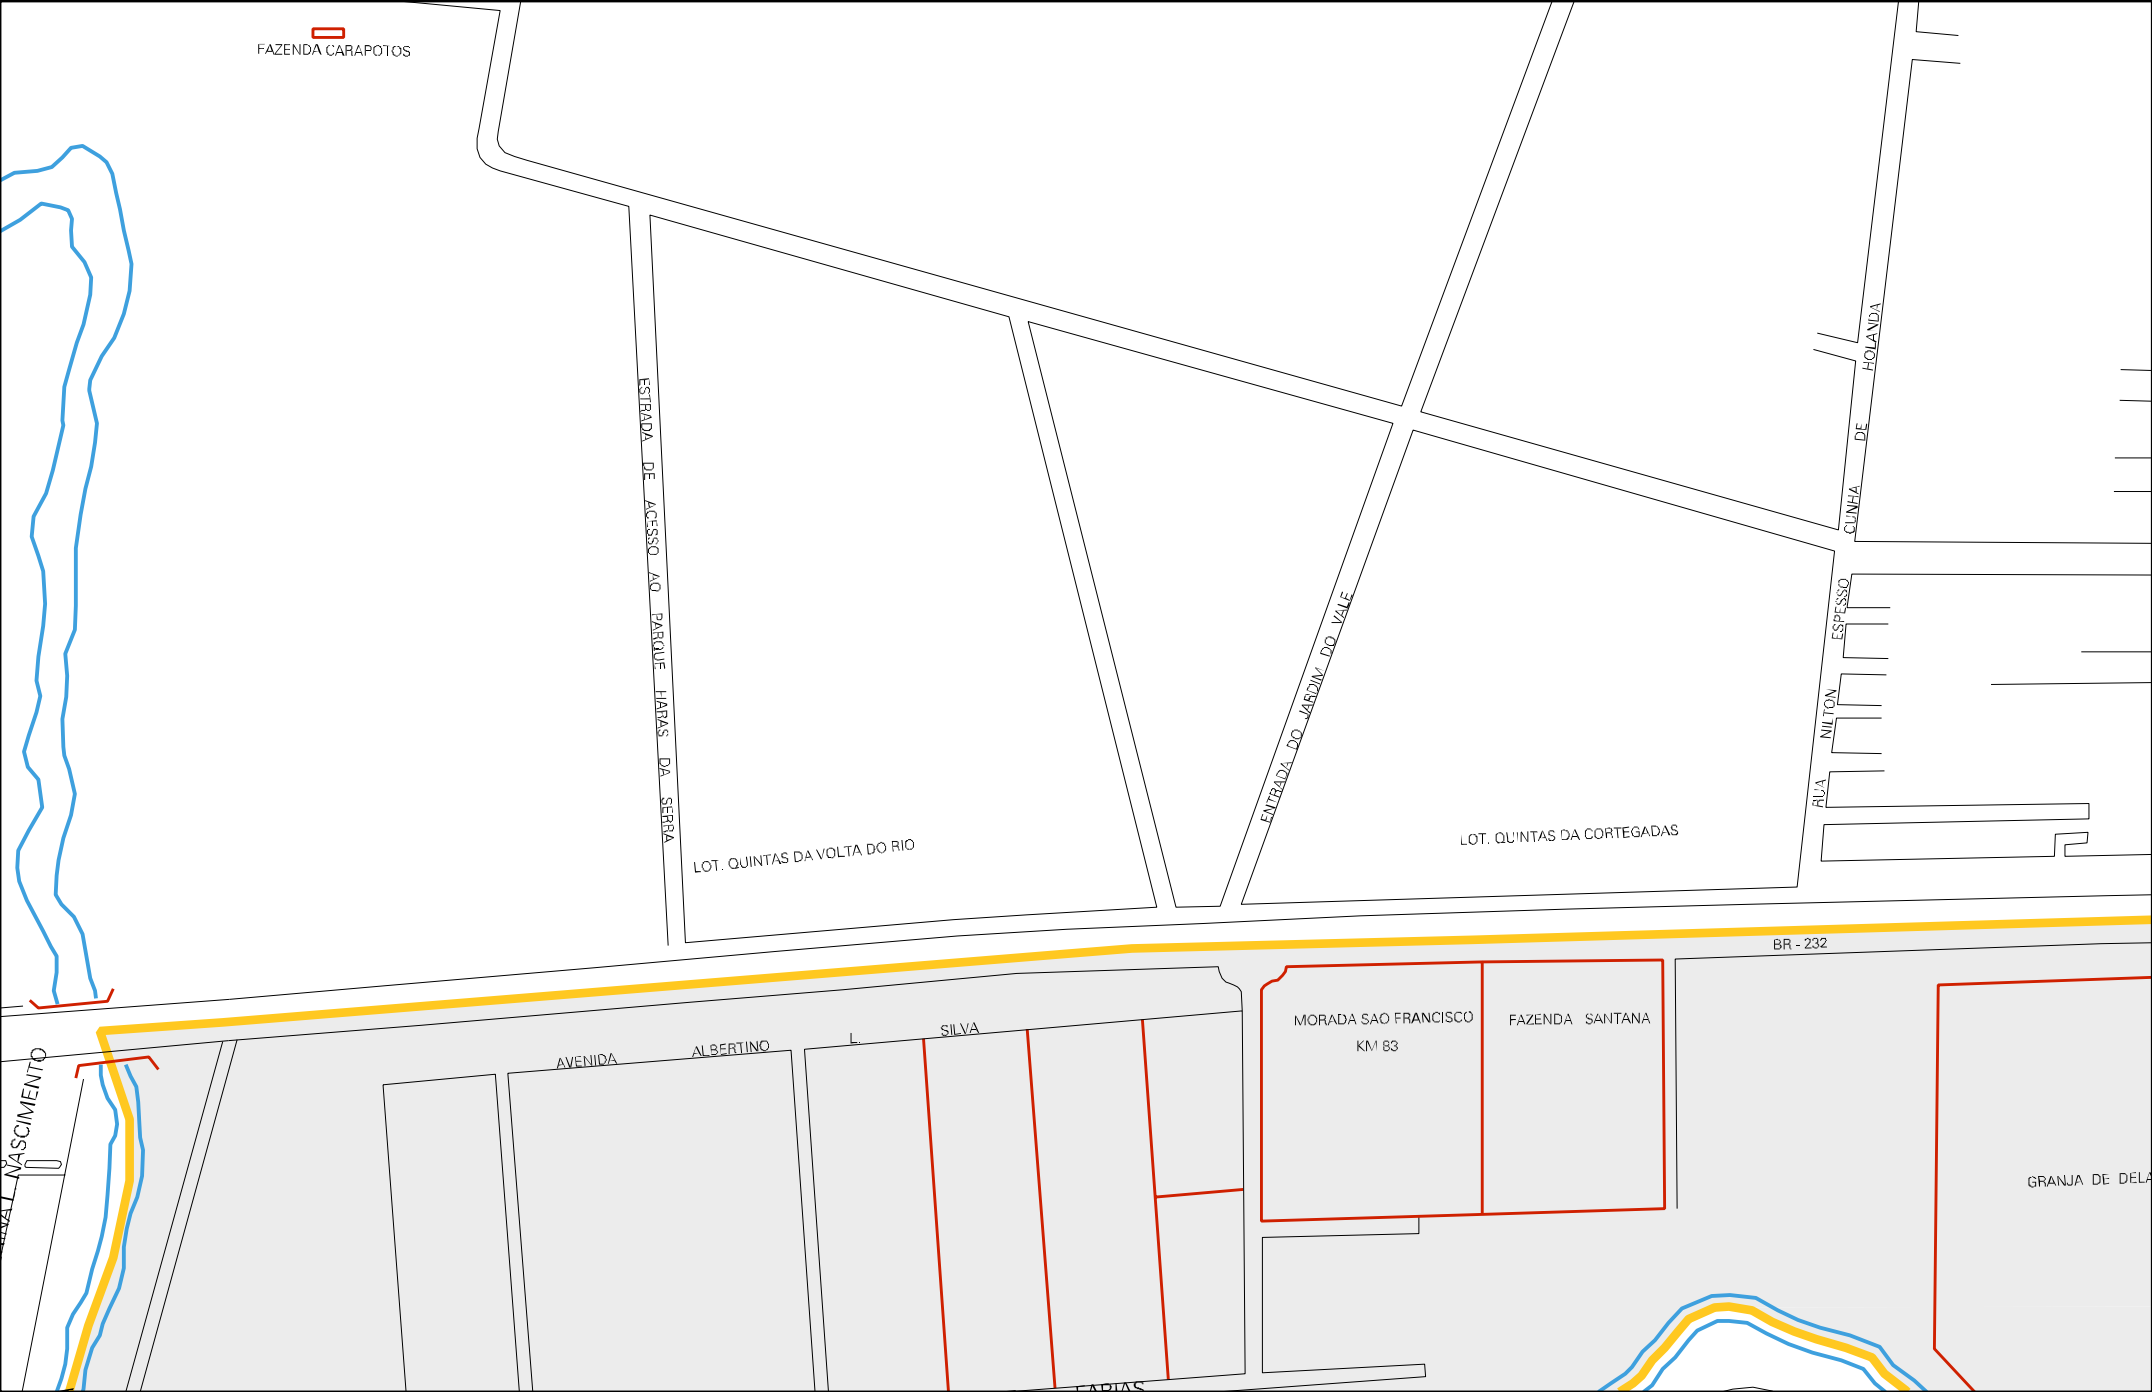 FAZENDA CARAPOTOS
ESTRADA DE ACESSO AO PARQUE HARAS DA SERRA
ENTRADA DO JARDIM DO VALE
RUA NILTON ESPESSO CUNHA DE HOLANDA
LOT. QUINTAS DA VOLTA DO RIO
LOT. QUINTAS DA CORTEGADAS
BR - 232
AVENIDA ALBERTINO L. SILVA
MORADA SAO FRANCISCO
KM 83
FAZENDA SANTANA
GRANJA DE DELA
L NASCIMENTO
FARIAS